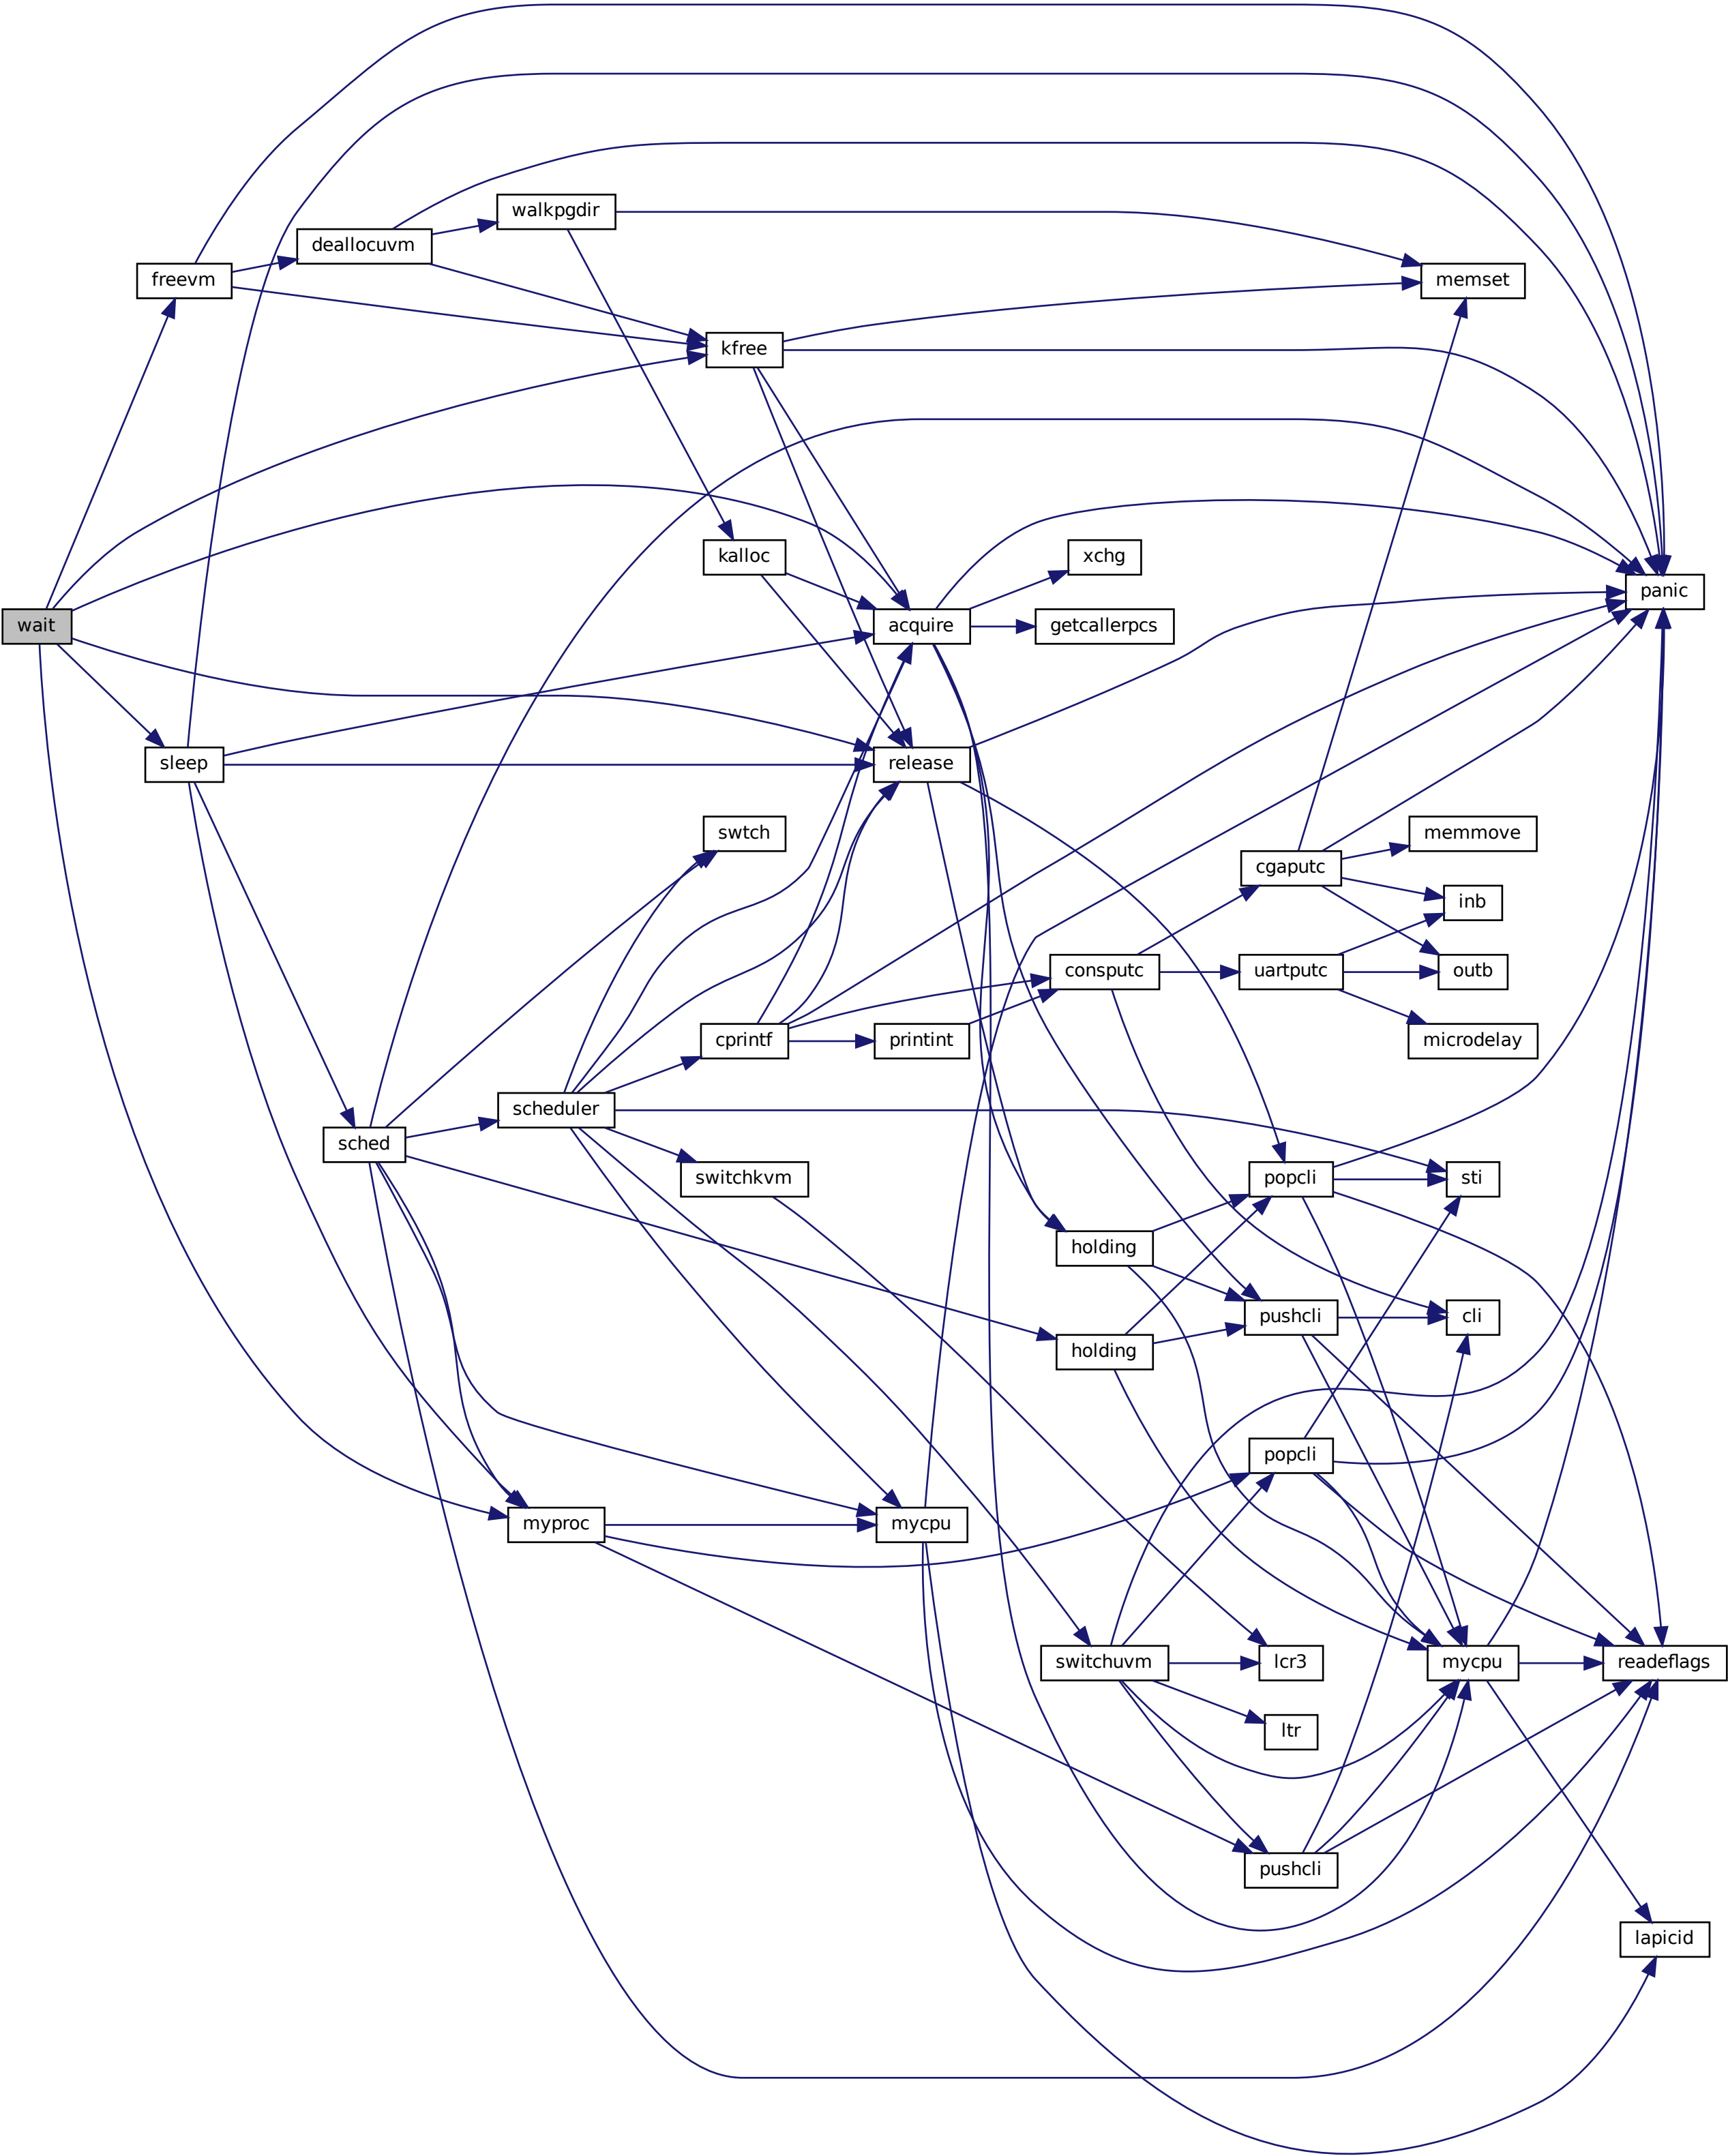 walkpgdir
deallocuvm
freevm
memset
kfree
kalloc
xchg
panic
wait
acquire
getcallerpcs
sleep
release
swtch
memmove
cgaputc
inb
consputc
uartputc
outb
cprintf
printint
microdelay
scheduler
sched
switchkvm
popcli
sti
holding
pushcli
cli
holding
popcli
myproc
mycpu
switchuvm
lcr3
mycpu
readeflags
ltr
pushcli
lapicid